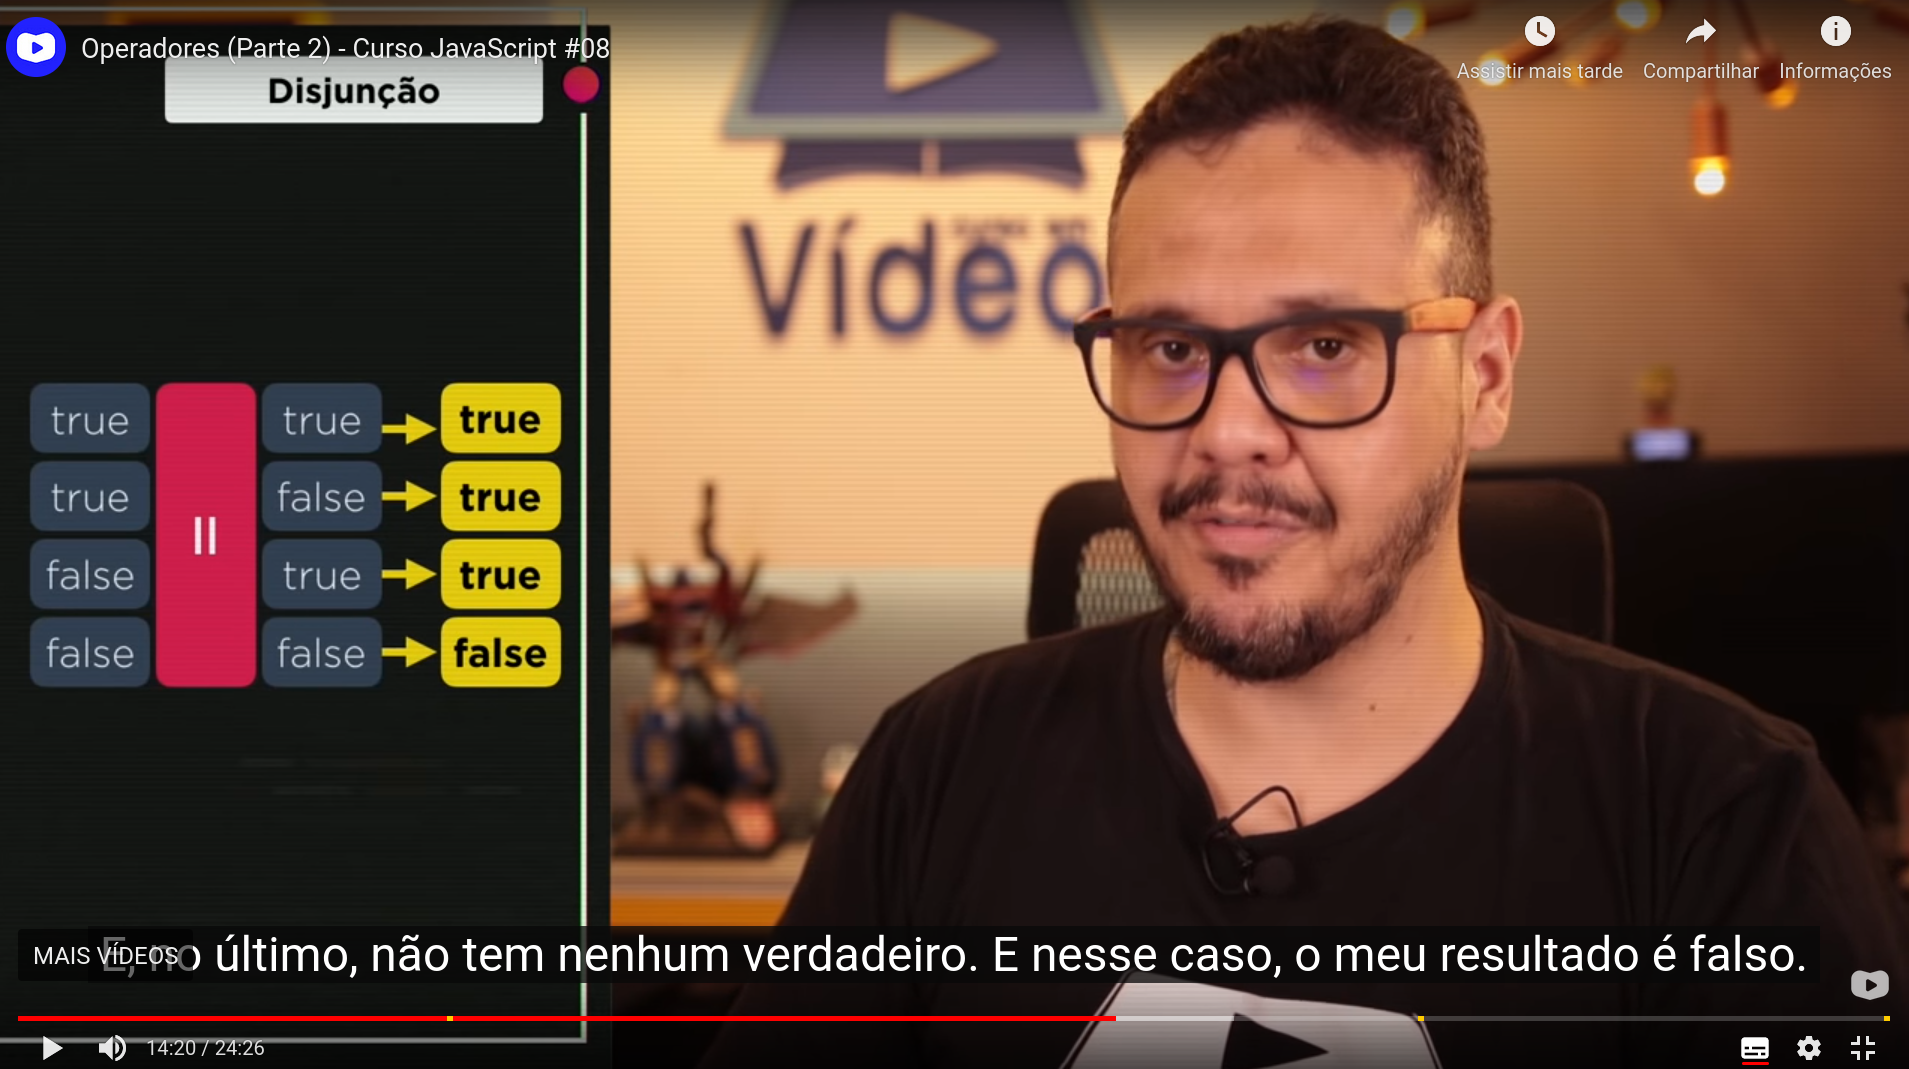 Operadores (Parte 2) - Curso JavaScript #08
Assistir mais tarde
Compartilhar
Informações
Disjunção
Vídeo
true || true true
true false true
false true true
false false false
E, no último, não tem nenhum verdadeiro. E nesse caso, o meu resultado é falso.
MAIS VÍDEOS
14:20 / 24:26